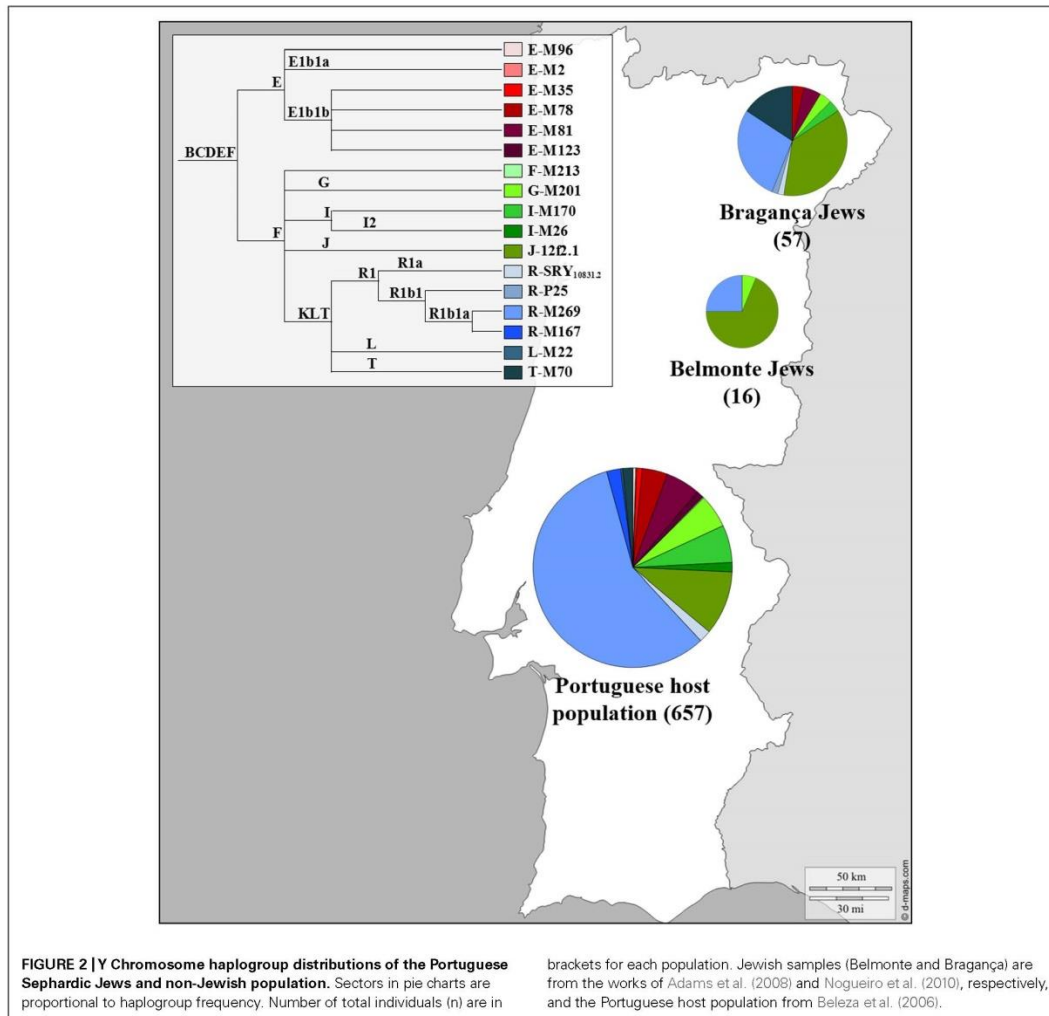 E-M96
E1b1a
E-M2
E
E-M35
E-M78
E1b1b
E-M81
E-M123
BCDEF
F-M213
G
G-M201
I
I-M170
I2
I-M26
F
J
J-12f2.1
R1a
R-SRY10831.2
R1
R-P25
R1b1
R-M269
R1b1a
R-M167
KLT
L
L-M22
T
T-M70
Bragança Jews
(57)
Belmonte Jews
(16)
Portuguese host
population (657)
50 km
30 mi
© d-maps.com
FIGURE 2 | Y Chromosome haplogroup distributions of the Portuguese
Sephardic Jews and non-Jewish population. Sectors in pie charts are
proportional to haplogroup frequency. Number of total individuals (n) are in
brackets for each population. Jewish samples (Belmonte and Bragança) are
from the works of Adams et al. (2008) and Nogueiro et al. (2010), respectively,
and the Portuguese host population from Beleza et al. (2006).